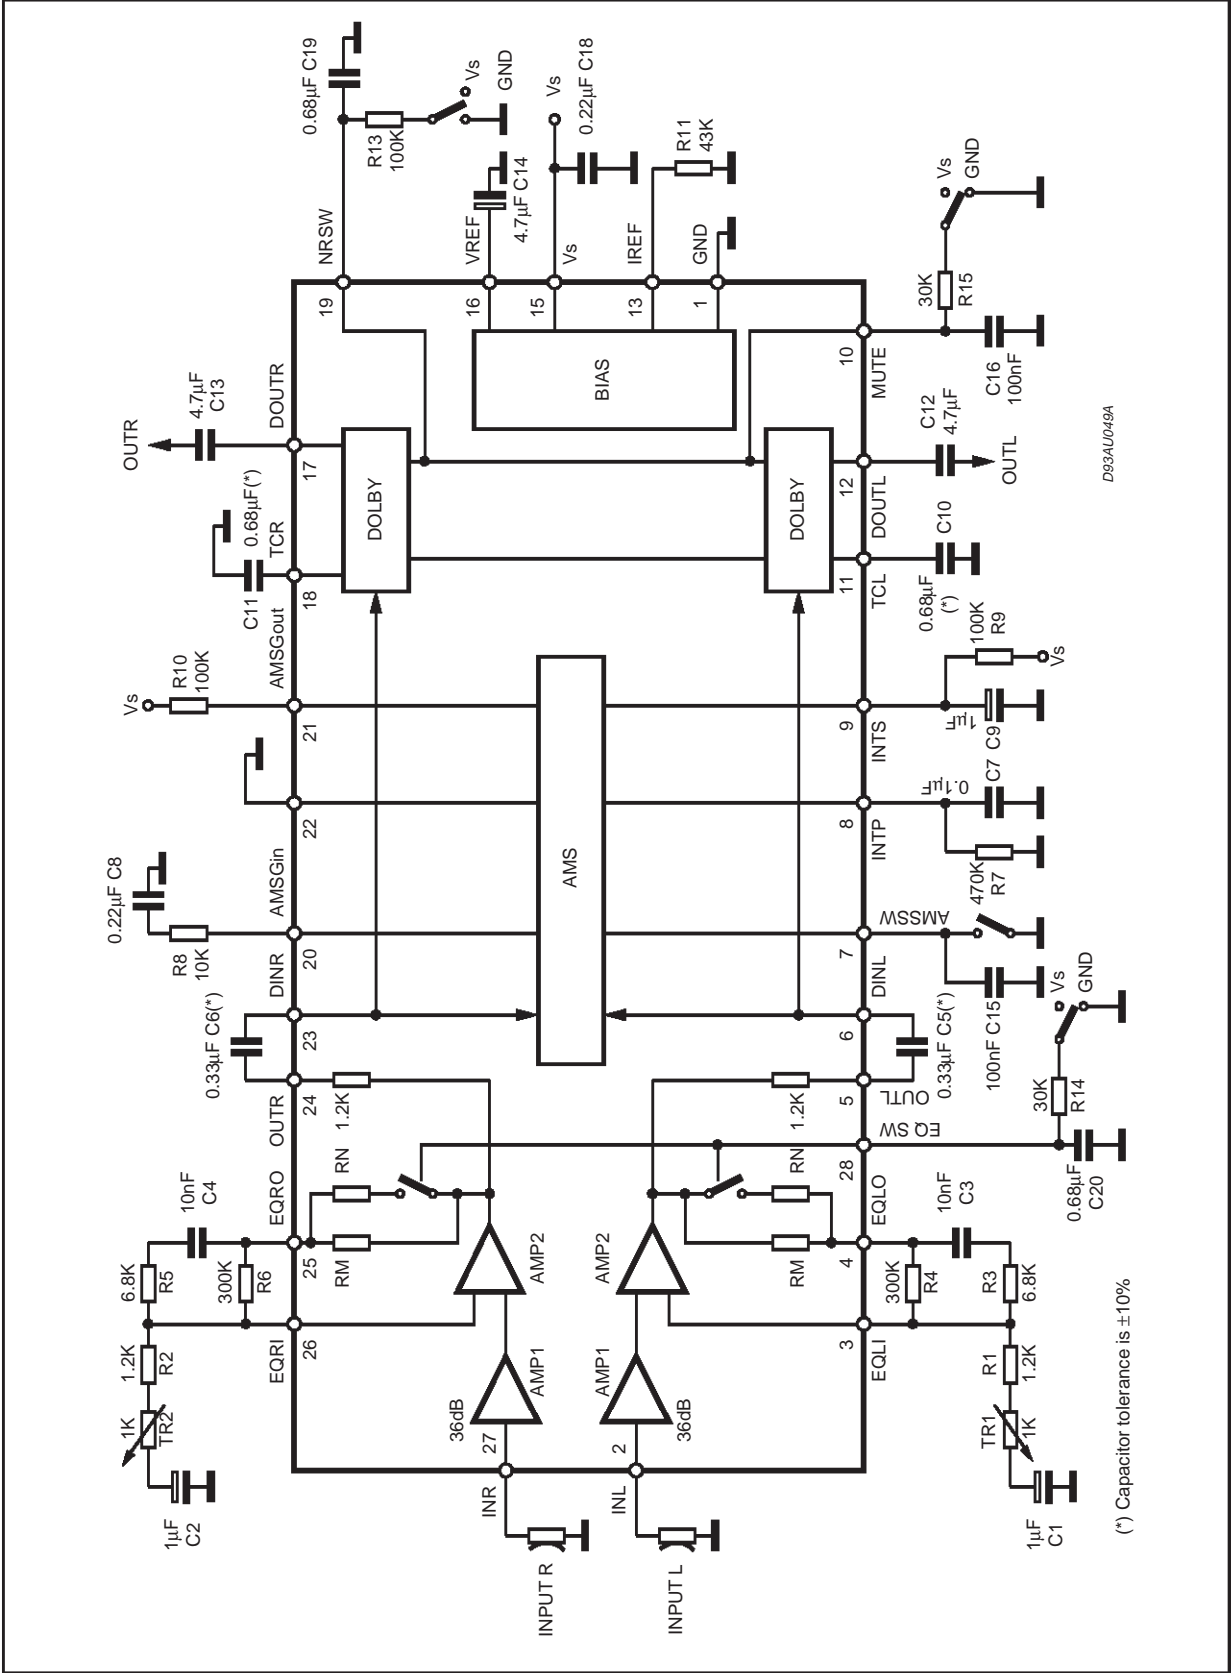 OUTR
OUTL
INPUT R
INPUT L
INR
INL
27
2
36dB
36dB
AMP1
AMP1
AMP2
AMP2
1µF
C2
1K
TR2
1.2K
R2
6.8K
R5
10nF
C4
300K
R6
EQRI
26
EQRO
25
RM
RN
OUTR
24
1.2K
0.33µF C6(*)
DINR
23
R8
10K
0.22µF C8
20
AMSGin
22
Vs
R10
100K
AMSGout
21
C11
0.68µF(*)
TCR
18
4.7µF
C13
DOUTR
17
DOLBY
DOLBY
AMS
BIAS
NRSW
19
0.68µF C19
R13
100K
Vs
GND
VREF
16
4.7µF C14
Vs
15
Vs
0.22µF C18
IREF
13
R11
43K
GND
1
1µF
C1
TR1
1K
R1
1.2K
R3
6.8K
10nF
C3
300K
R4
3
EQLI
4
EQLO
RM
RN
28
EQ SW
0.68µF
C20
30K
R14
Vs
GND
1.2K
5
OUTL
0.33µF C5(*)
6
DINL
7
AMSSW
100nF C15
470K
R7
8
INTP
0.1µF
C7
9
INTS
1µF
C9
100K
R9
Vs
11
TCL
0.68µF
(*)
C10
12
DOUTL
C12
4.7µF
10
MUTE
C16
100nF
30K
R15
Vs
GND
D93AU049A
(*) Capacitor tolerance is ±10%